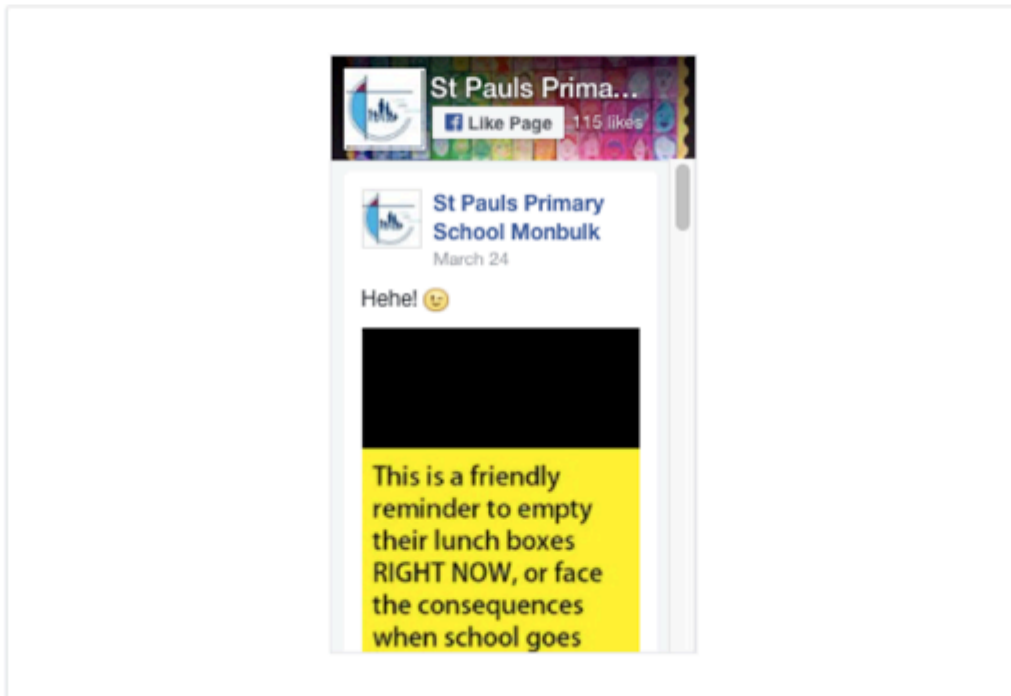 St Pauls Prima...
Like Page 115 likes
St Pauls Primary
School Monbulk
March 24
Hehe!
This is a friendly
reminder to empty
their lunch boxes
RIGHT NOW, or face
the consequences
when school goes